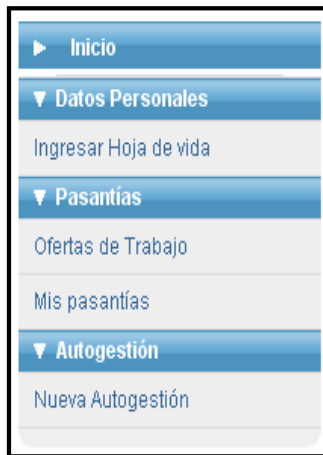 Inicio
Datos Personales
Ingresar Hoja de vida
Pasantías
Ofertas de Trabajo
Mis pasantías
Autogestión
Nueva Autogestión